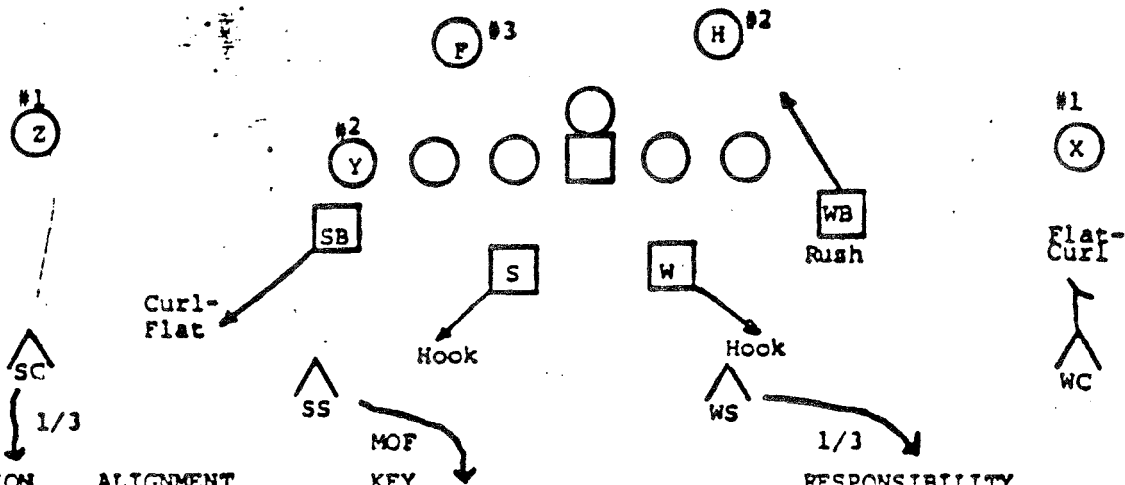 #3
#2
F
H
#1
#1
Z
#2
X
Y
WB
SB
Rush
Flat-
Curl
S
W
Curl-
Flat
Hook
Hook
SC
SS
WS
WC
1/3
MOF
1/3
ION ALIGNMENT KEY RESPONSIBILITY